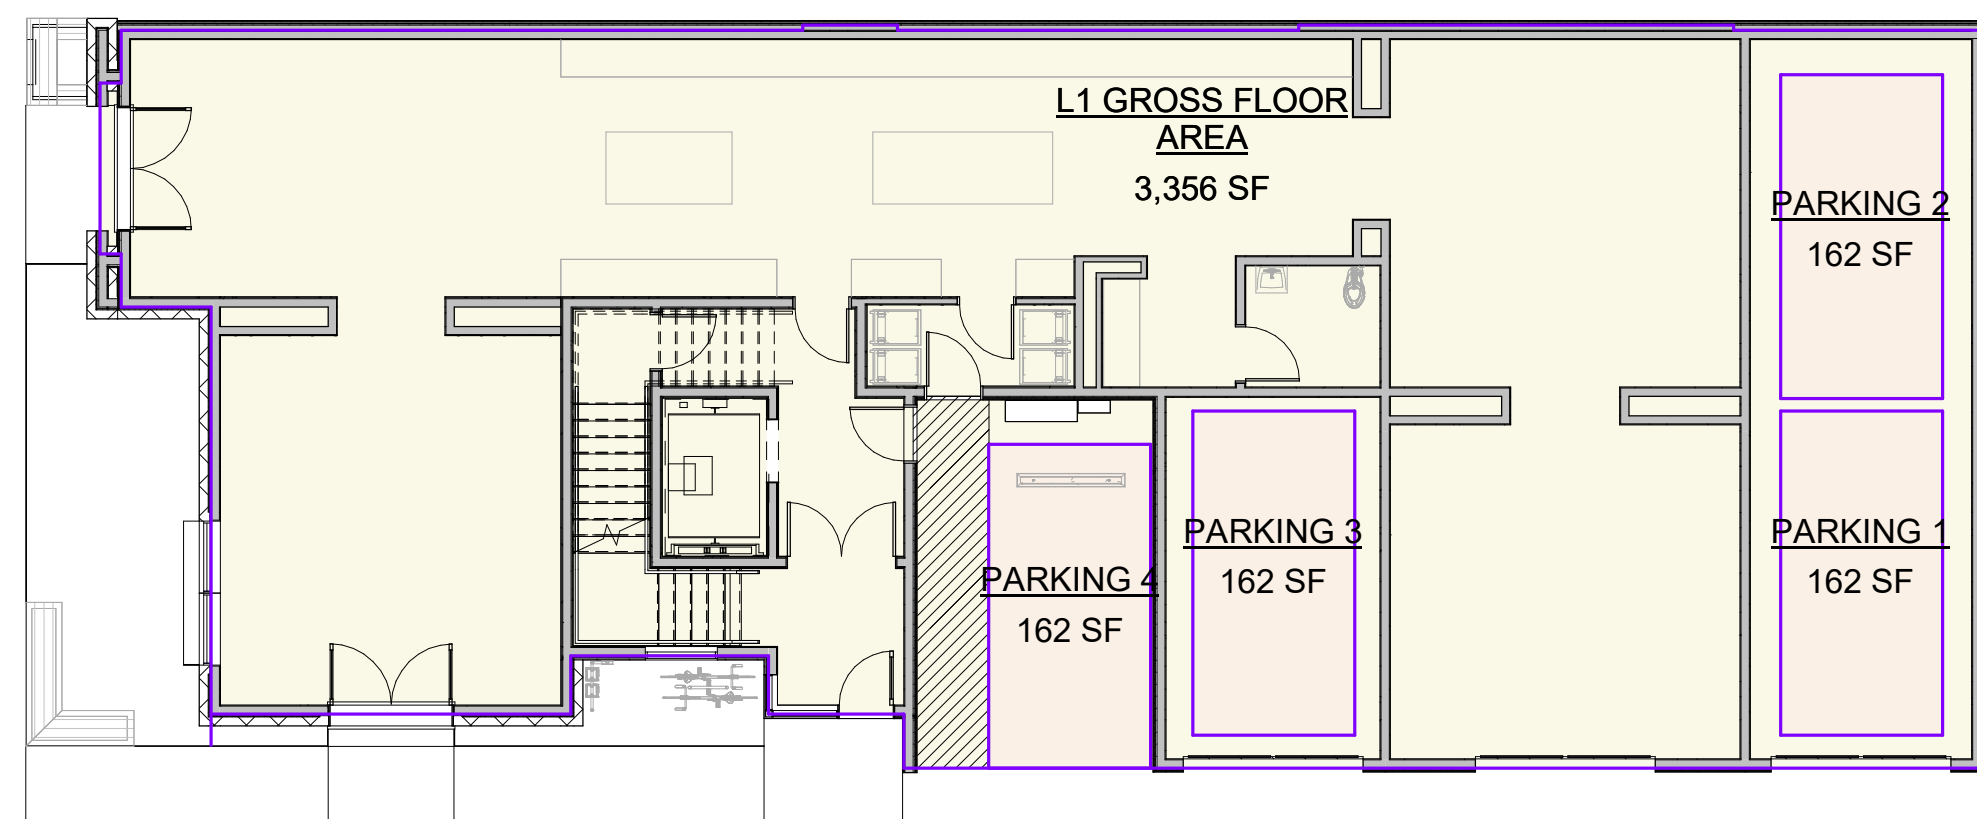 L1 GROSS FLOOR
AREA
3,356 SF
PARKING 2
162 SF
PARKING 3
162 SF
PARKING 1
162 SF
PARKING 4
162 SF